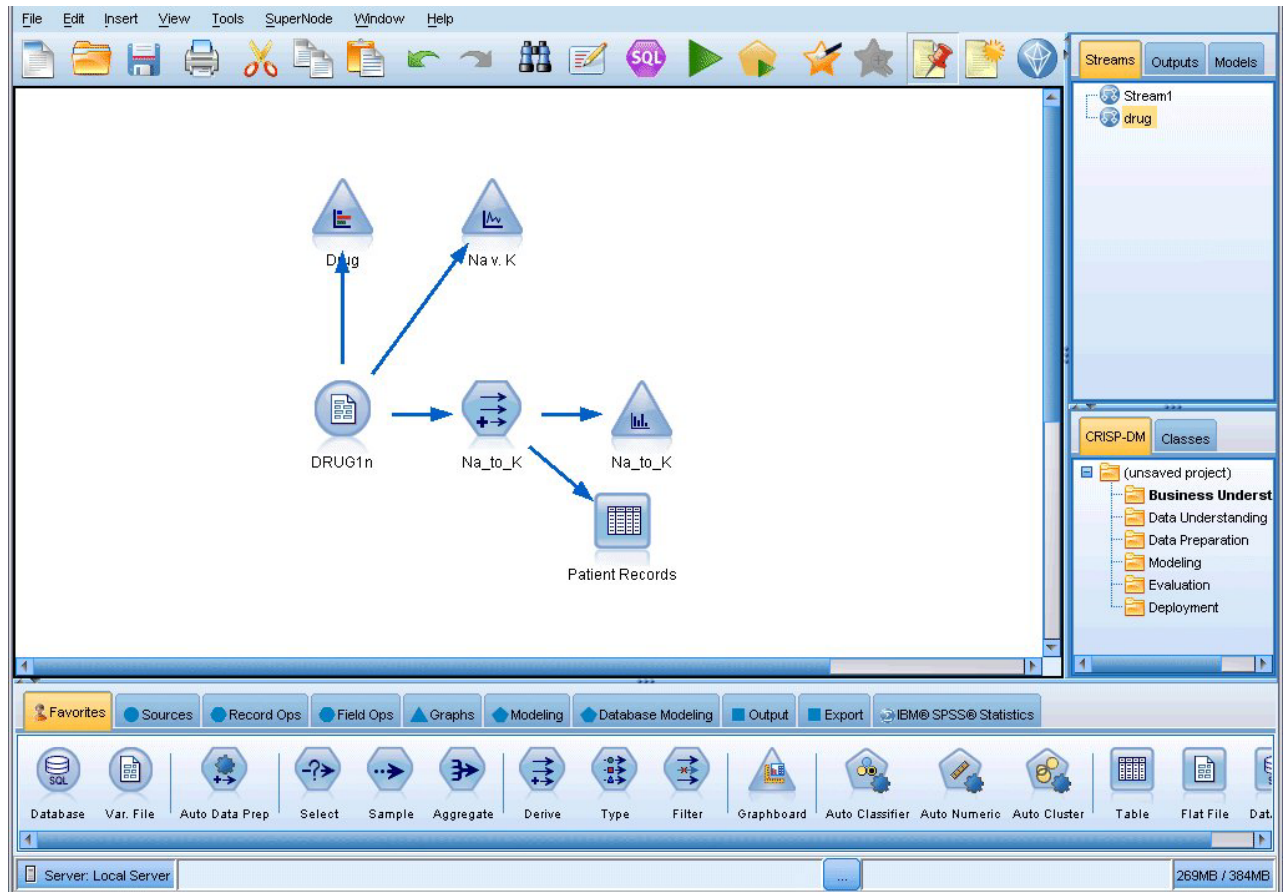 File Edit Insert View Tools SuperNode Window Help
SQL
Streams Outputs Models
Stream1
drug
Drug
Na v. K
DRUG1n
Na_to_K
Na_to_K
Patient Records
CRISP-DM Classes
(unsaved project)
Business Underst
Data Understanding
Data Preparation
Modeling
Evaluation
Deployment
Favorites Sources Record Ops Field Ops Graphs Modeling Database Modeling Output Export IBM® SPSS® Statistics
SQL
Database Var. File Auto Data Prep Select Sample Aggregate Derive Type Filter Graphboard Auto Classifier Auto Numeric Auto Cluster Table Flat File Dat
Server: Local Server ... 269MB / 384MB